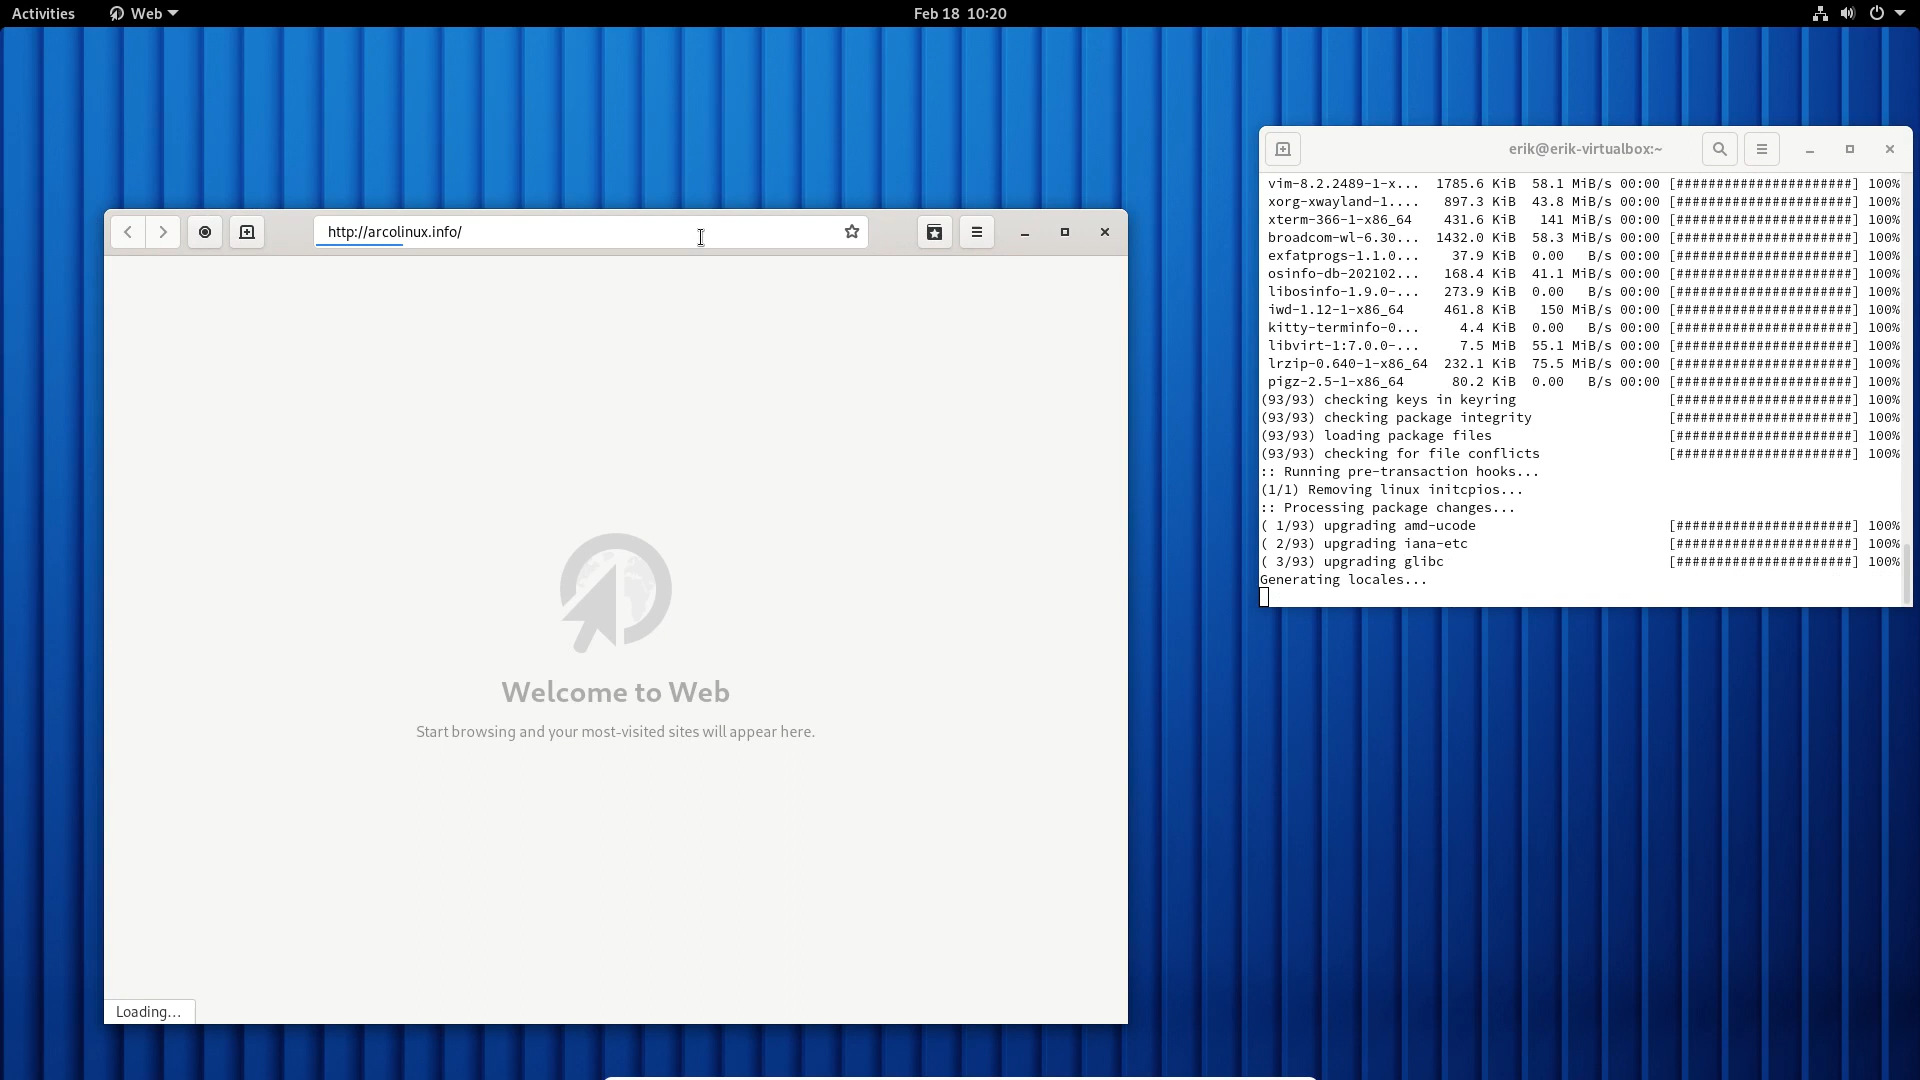 Activities
Web
Feb 18 10:20
http://arcolinux.info/
Welcome to Web
Start browsing and your most-visited sites will appear here.
Loading...
erik@erik-virtualbox:~
vim-8.2.2489-1-x... 1785.6 KiB 58.1 MiB/s 00:00 [######################] 100%
xorg-xwayland-1.... 897.3 KiB 43.8 MiB/s 00:00 [######################] 100%
xterm-366-1-x86_64 431.6 KiB 141 MiB/s 00:00 [######################] 100%
broadcom-wl-6.30... 1432.0 KiB 58.3 MiB/s 00:00 [######################] 100%
exfatprogs-1.1.0... 37.9 KiB 0.00 B/s 00:00 [######################] 100%
osinfo-db-202102... 168.4 KiB 41.1 MiB/s 00:00 [######################] 100%
libosinfo-1.9.0-... 273.9 KiB 0.00 B/s 00:00 [######################] 100%
iwd-1.12-1-x86_64 461.8 KiB 150 MiB/s 00:00 [######################] 100%
kitty-terminfo-0... 4.4 KiB 0.00 B/s 00:00 [######################] 100%
libvirt-1:7.0.0-... 7.5 MiB 55.1 MiB/s 00:00 [######################] 100%
lrzip-0.640-1-x86_64 232.1 KiB 75.5 MiB/s 00:00 [######################] 100%
pigz-2.5-1-x86_64 80.2 KiB 0.00 B/s 00:00 [######################] 100%
(93/93) checking keys in keyring [######################] 100%
(93/93) checking package integrity [######################] 100%
(93/93) loading package files [######################] 100%
(93/93) checking for file conflicts [######################] 100%
:: Running pre-transaction hooks...
(1/1) Removing linux initcpios...
:: Processing package changes...
( 1/93) upgrading amd-ucode [######################] 100%
( 2/93) upgrading iana-etc [######################] 100%
( 3/93) upgrading glibc [######################] 100%
Generating locales...